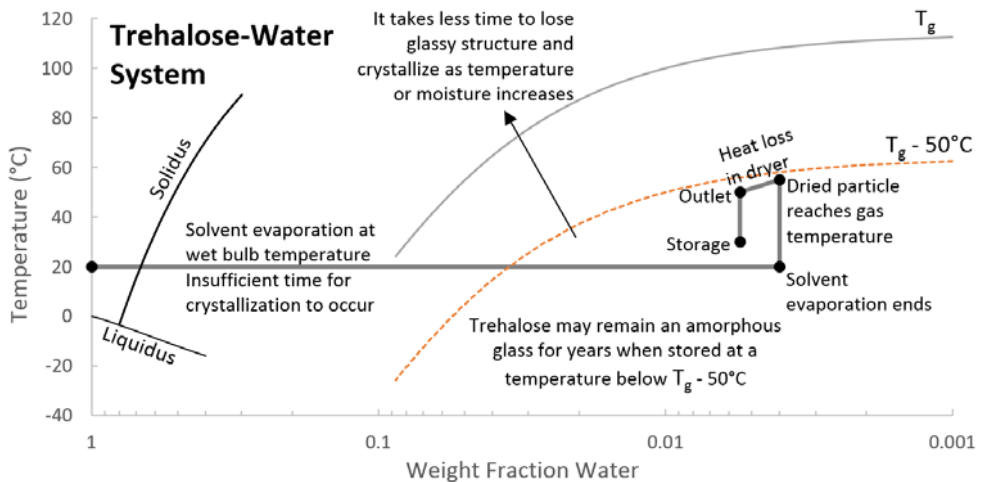 Trehalose-Water
System
It takes less time to lose
glassy structure and
crystallize as temperature
or moisture increases
Tg
Tg - 50°C
Solidus
Liquidus
Solvent evaporation at
wet bulb temperature
Insufficient time for
crystallization to occur
Heat loss
in dryer
Outlet
Storage
Dried particle
reaches gas
temperature
Solvent
evaporation ends
Trehalose may remain an amorphous
glass for years when stored at a
temperature below Tg - 50°C
Temperature (°C)
120
100
80
60
40
20
0
-20
-40
1
0.1
0.01
0.001
Weight Fraction Water